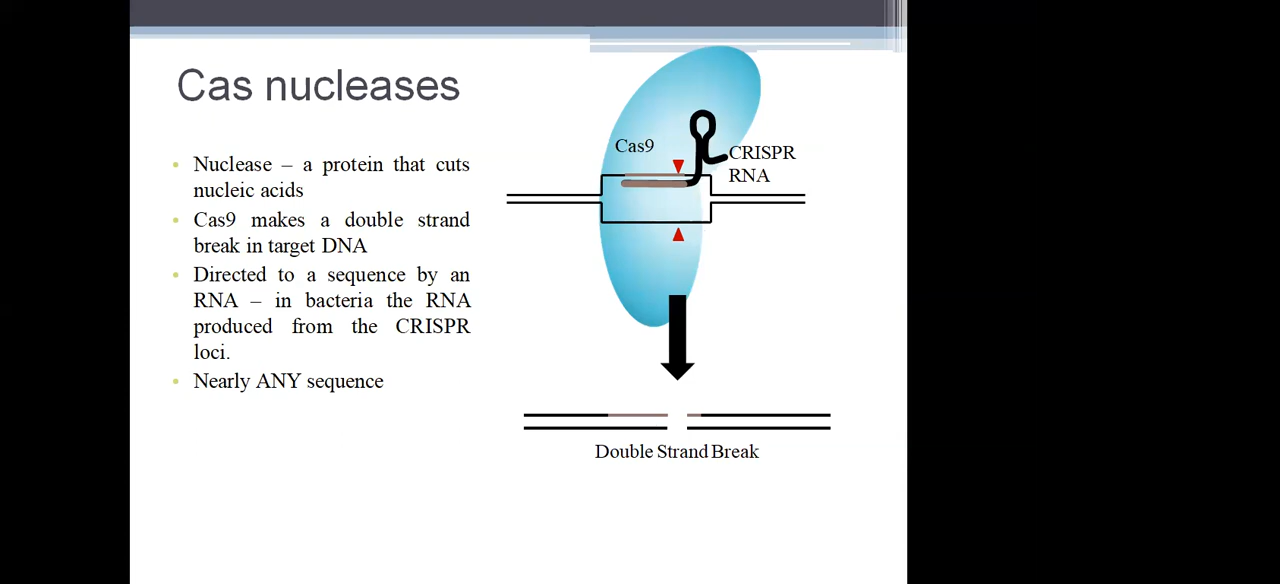 Cas nucleases
• Nuclease – a protein that cuts
nucleic acids
• Cas9 makes a double strand
break in target DNA
• Directed to a sequence by an
RNA – in bacteria the RNA
produced from the CRISPR
loci.
• Nearly ANY sequence
Cas9
CRISPR
RNA
Double Strand Break